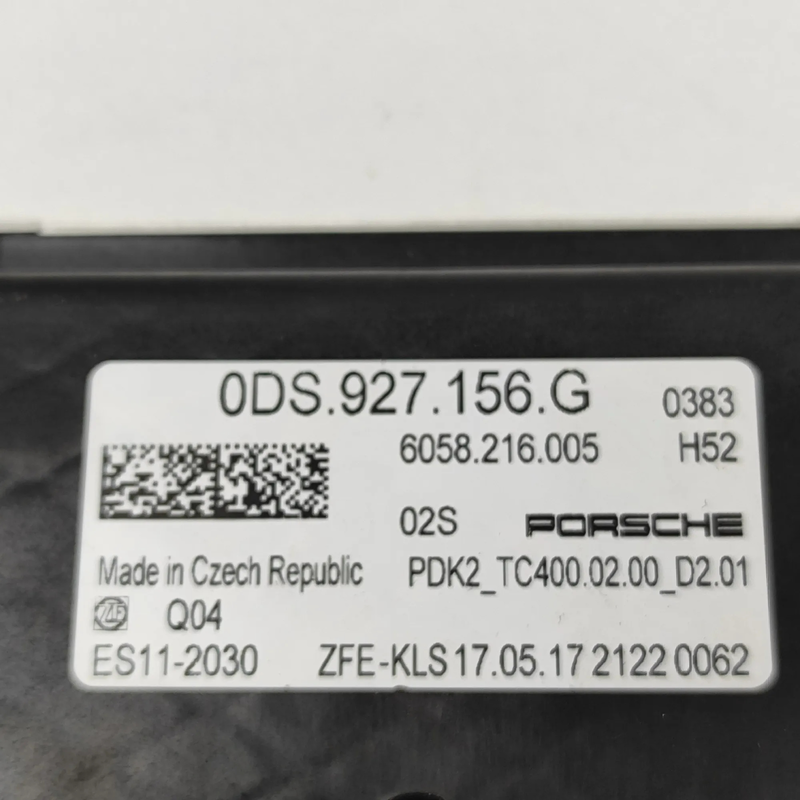 0DS.927.156.G 0383
6058.216.005 H52
02S PORSCHE
Made in Czech Republic PDK2_TC400.02.00_D2.01
ZF Q04
ES11-2030 ZFE-KLS 17.05.17 2122 0062